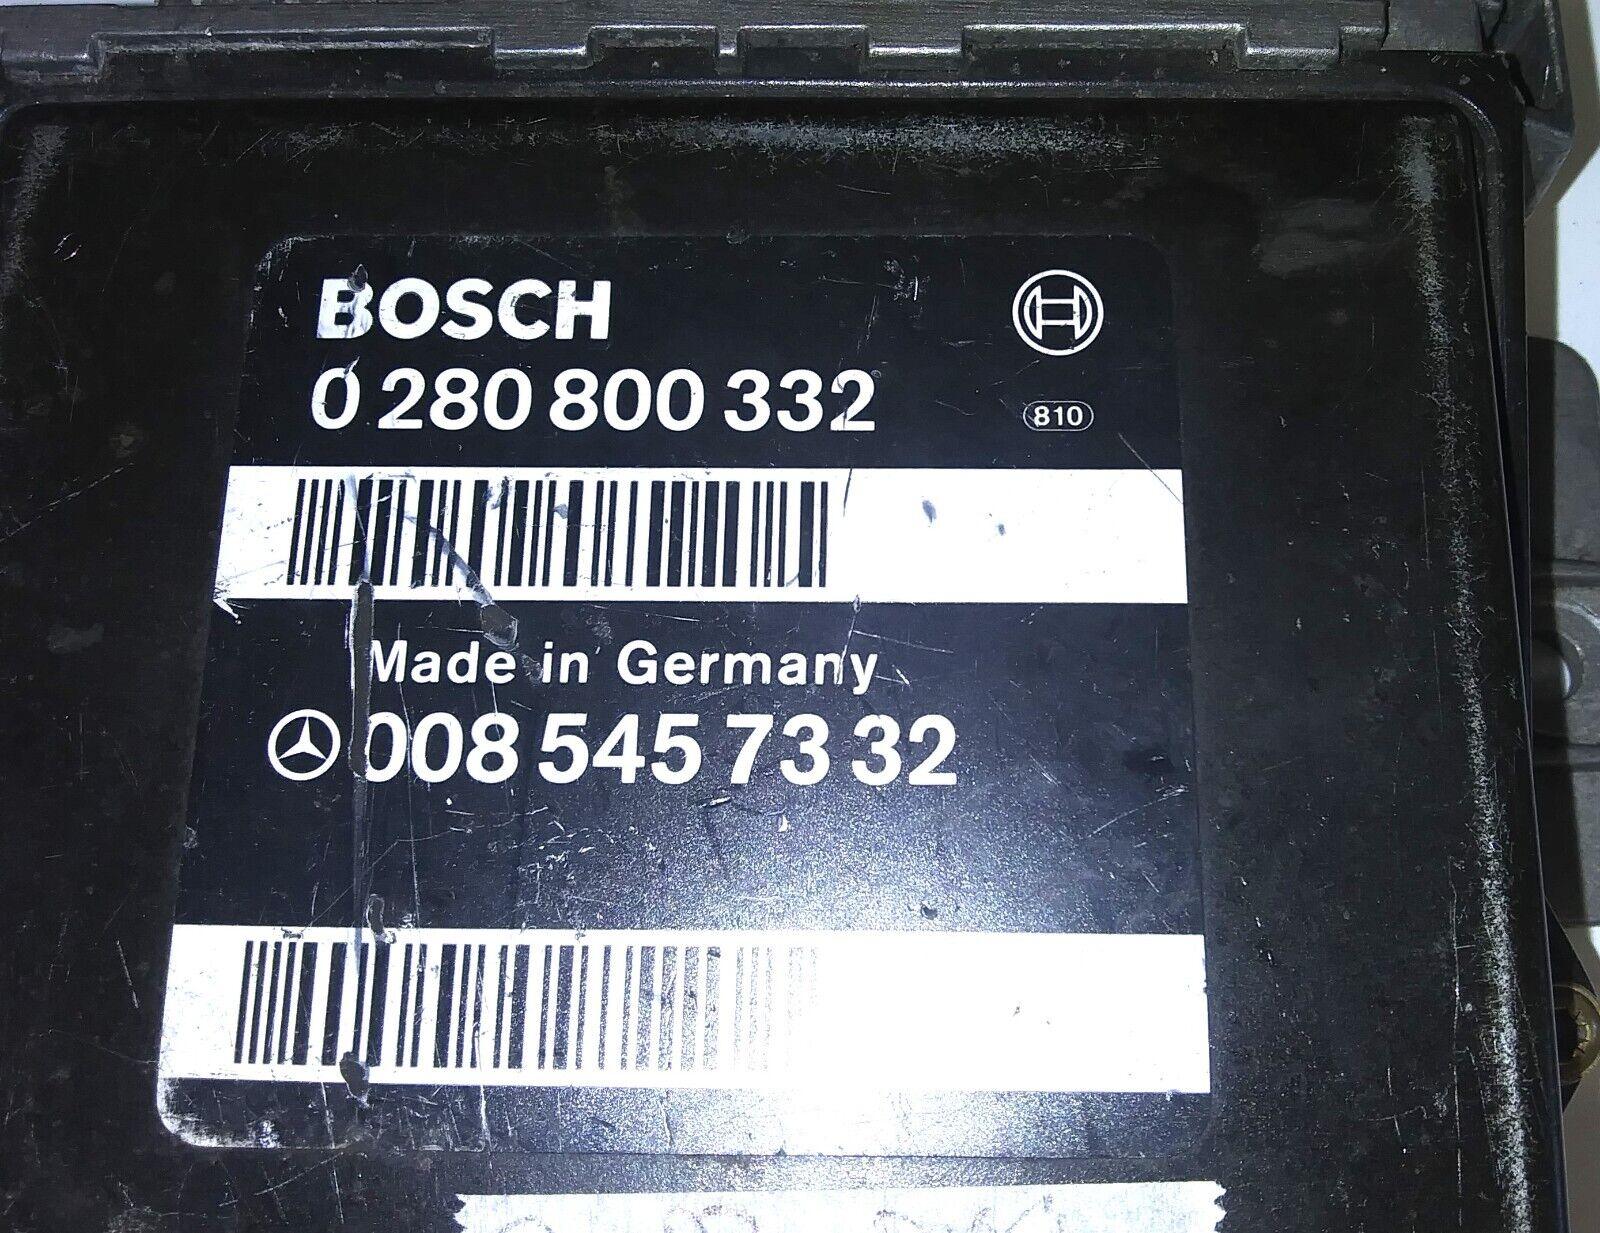 BOSCH
0 280 800 332
810
Made in Germany
008 545 73 32